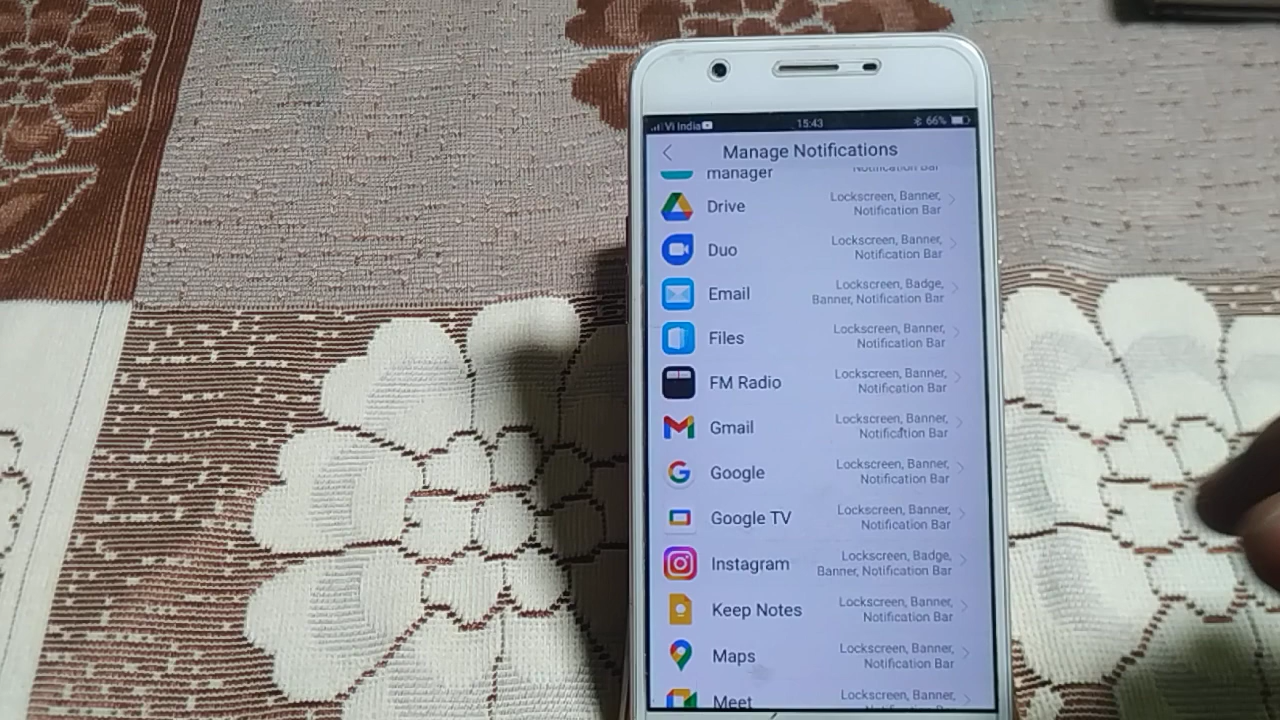 Vi India 15:43 66%
Manage Notifications
manager Notification Bar
Drive Lockscreen, Banner,
Notification Bar
Duo Lockscreen, Banner,
Notification Bar
Email Lockscreen, Badge,
Banner, Notification Bar
Files Lockscreen, Banner,
Notification Bar
FM Radio Lockscreen, Banner,
Notification Bar
Gmail Lockscreen, Banner,
Notification Bar
Google Lockscreen, Banner,
Notification Bar
Google TV Lockscreen, Banner,
Notification Bar
Instagram Lockscreen, Badge,
Banner, Notification Bar
Keep Notes Lockscreen, Banner,
Notification Bar
Maps Lockscreen, Banner,
Notification Bar
Meet Lockscreen, Banner,